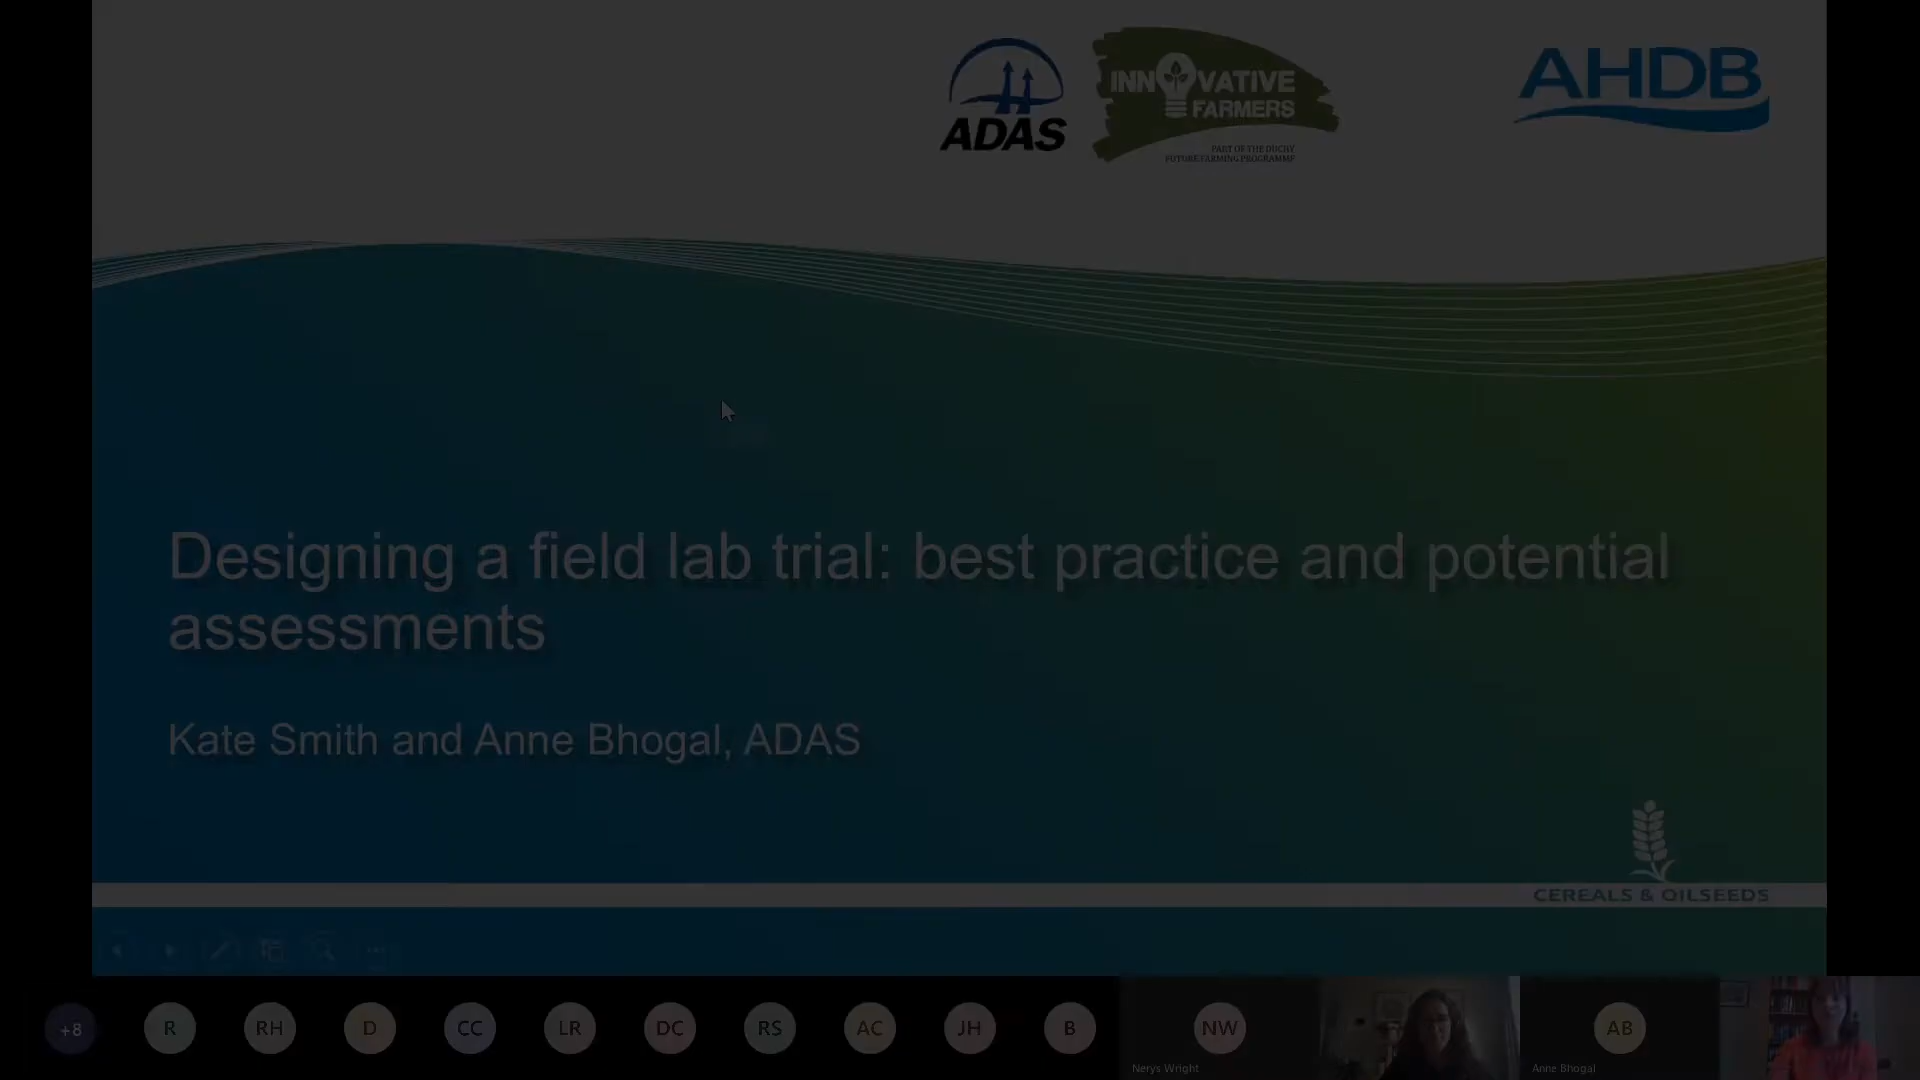 ADAS
INNOVATIVE
FARMERS
PART OF THE DUCHY
FUTURE FARMING PROGRAMME
AHDB
Designing a field lab trial: best practice and potential
assessments
Kate Smith and Anne Bhogal, ADAS
CEREALS & OILSEEDS
+8
R
RH
D
CC
LR
DC
RS
AC
JH
B
NW
Nerys Wright
AB
Anne Bhogal